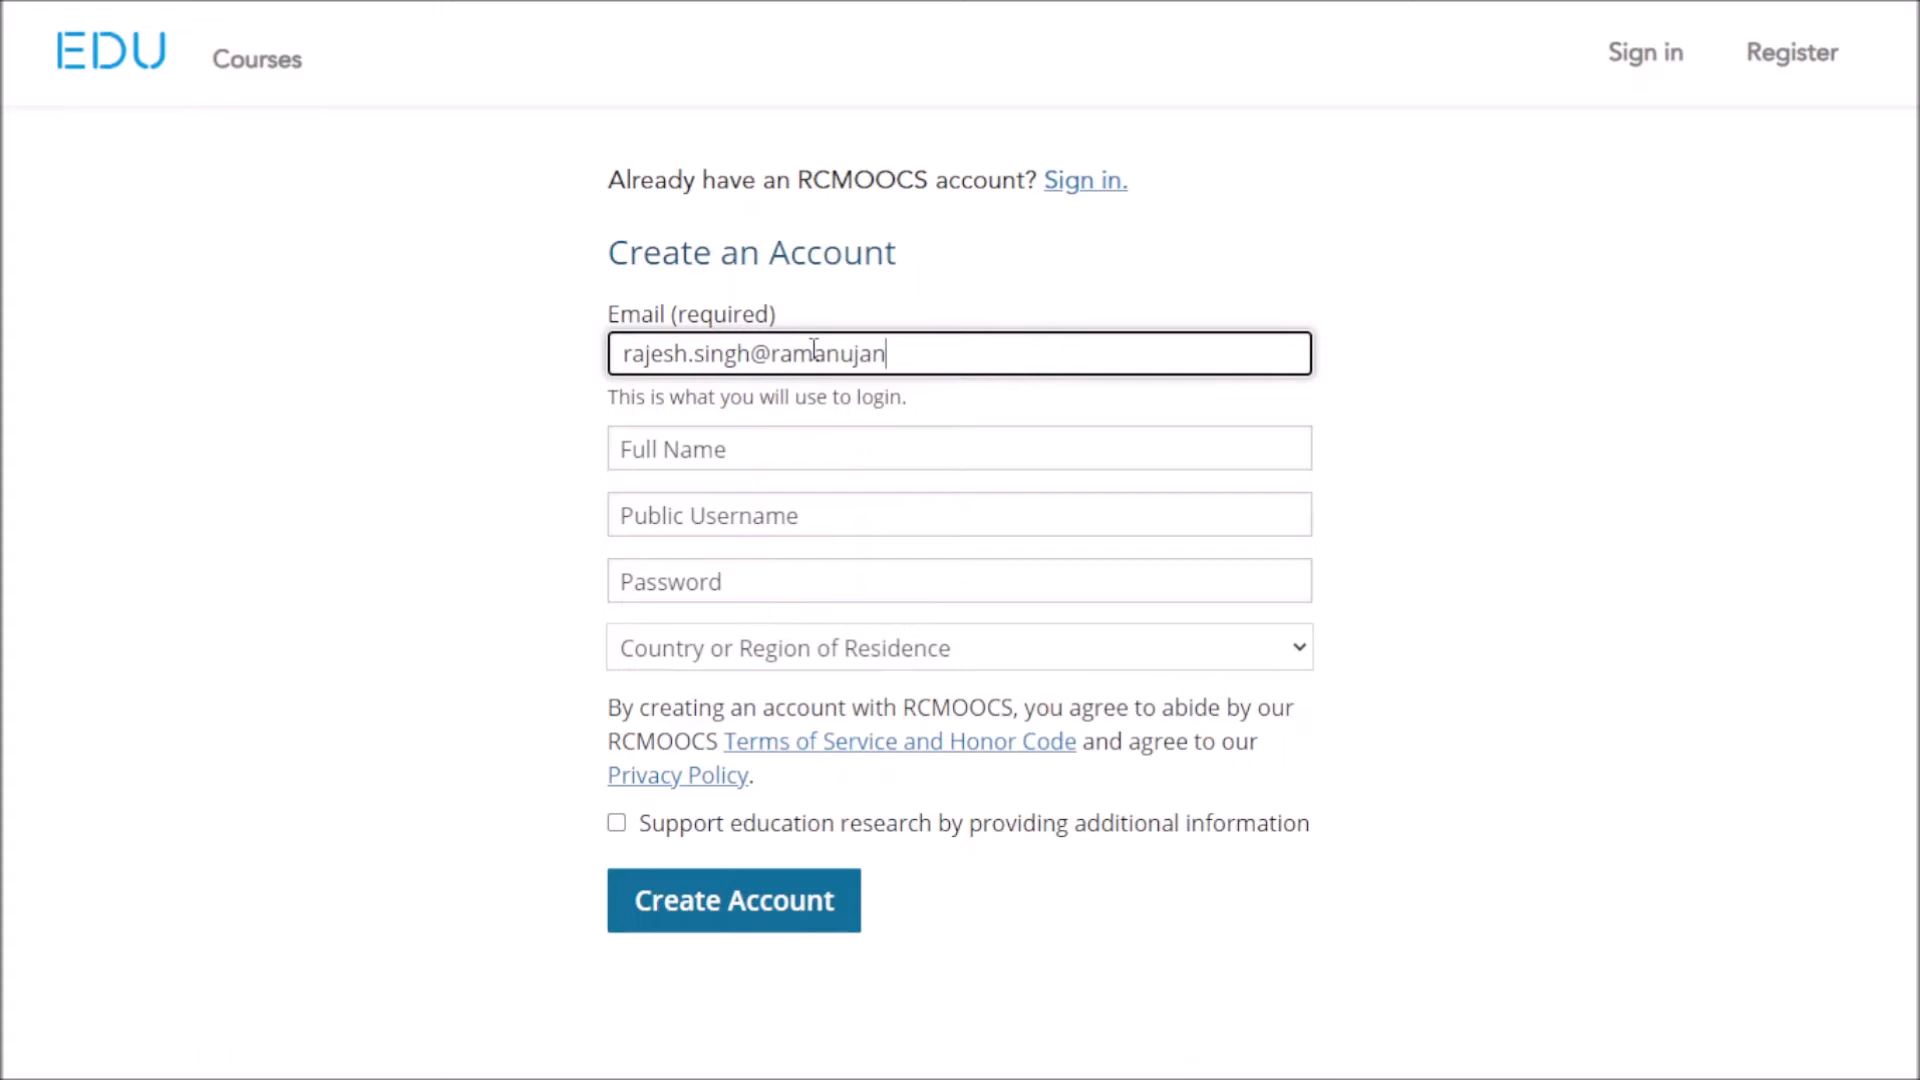 EDU Courses Sign in Register
Already have an RCMOOCS account? Sign in.
Create an Account
Email (required)
rajesh.singh@ramanujan
This is what you will use to login.
Full Name
Public Username
Password
Country or Region of Residence
By creating an account with RCMOOCS, you agree to abide by our
RCMOOCS Terms of Service and Honor Code and agree to our
Privacy Policy.
Support education research by providing additional information
Create Account